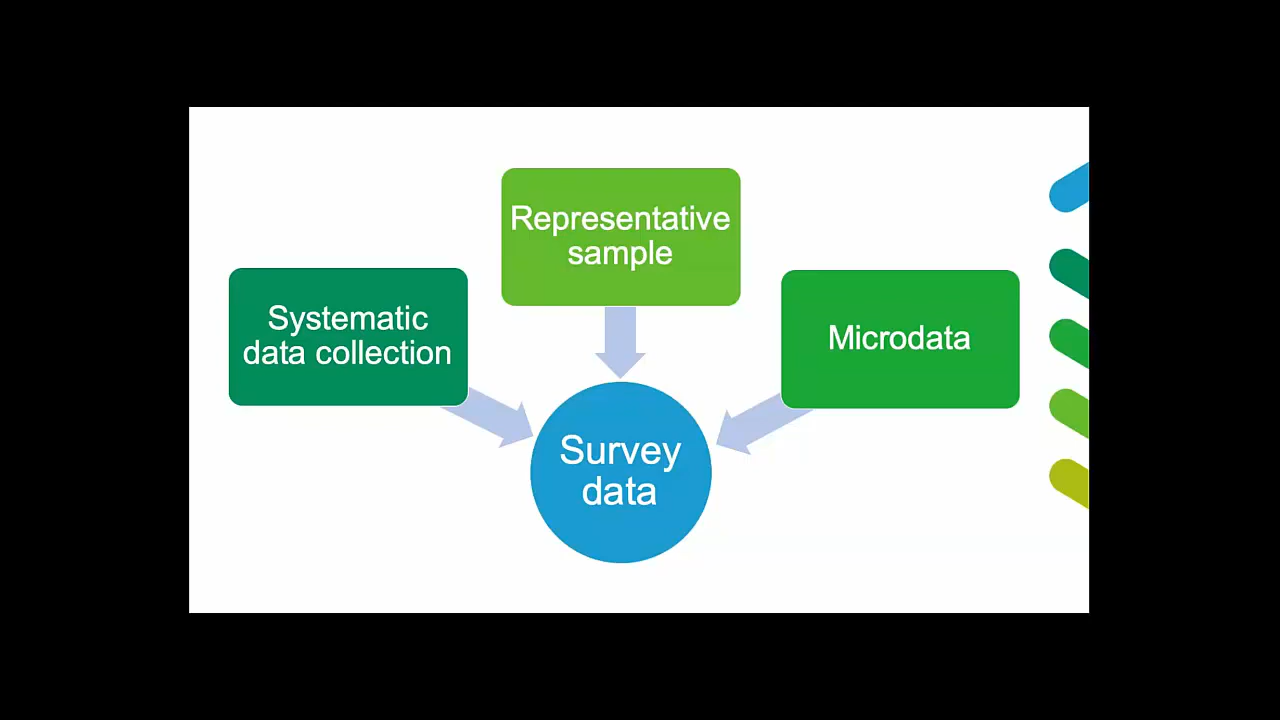 Representative
sample
Systematic
data collection
Microdata
Survey
data